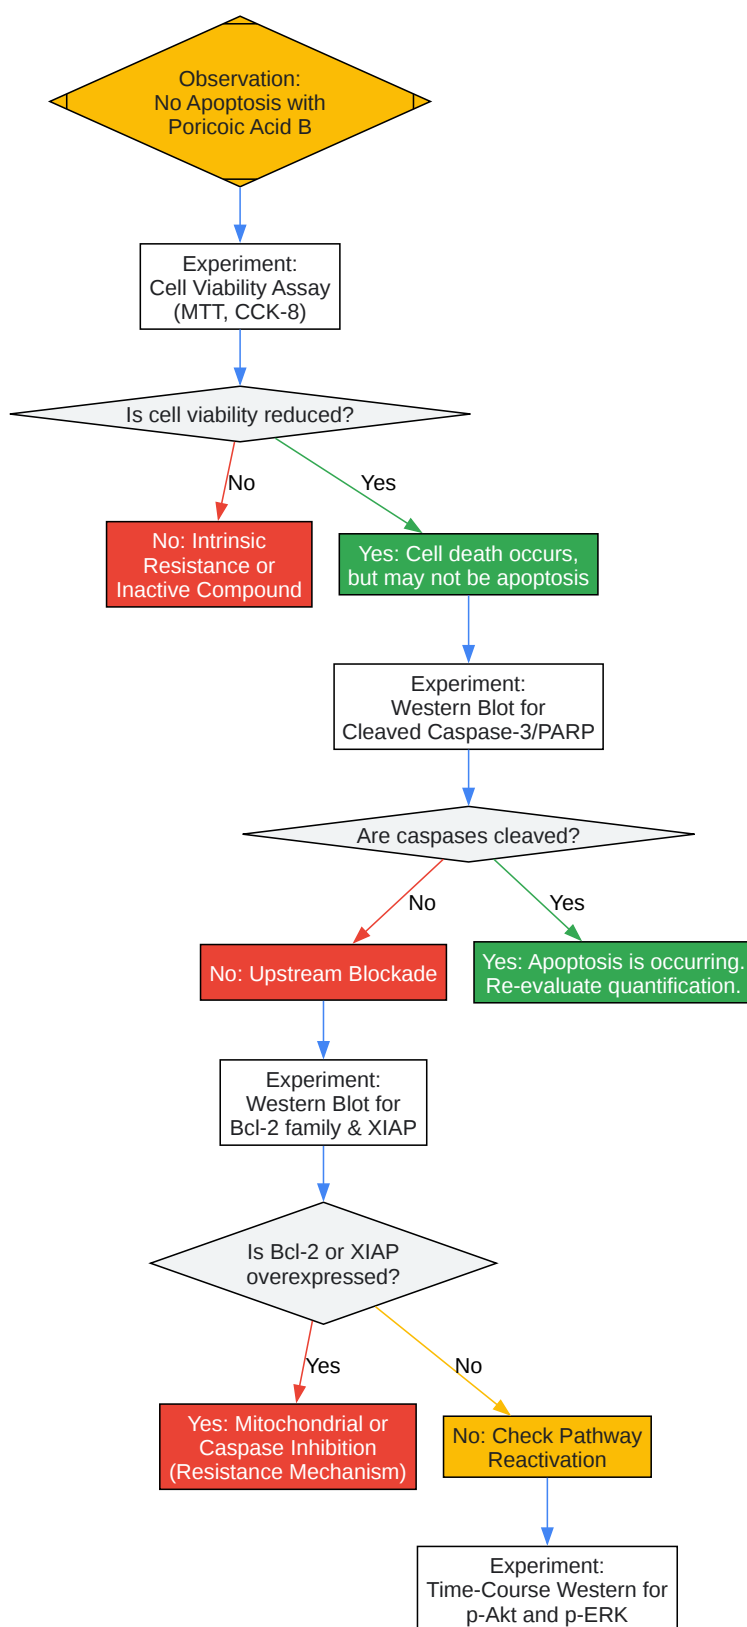 Observation:
No Apoptosis with
Poricoic Acid B
Experiment:
Cell Viability Assay
(MTT, CCK-8)
Is cell viability reduced?
No
Yes
No: Intrinsic
Resistance or
Inactive Compound
Yes: Cell death occurs,
but may not be apoptosis
Experiment:
Western Blot for
Cleaved Caspase-3/PARP
Are caspases cleaved?
No
Yes
No: Upstream Blockade
Yes: Apoptosis is occurring.
Re-evaluate quantification.
Experiment:
Western Blot for
Bcl-2 family & XIAP
Is Bcl-2 or XIAP
overexpressed?
Yes
No
Yes: Mitochondrial or
Caspase Inhibition
(Resistance Mechanism)
No: Check Pathway
Reactivation
Experiment:
Time-Course Western for
p-Akt and p-ERK